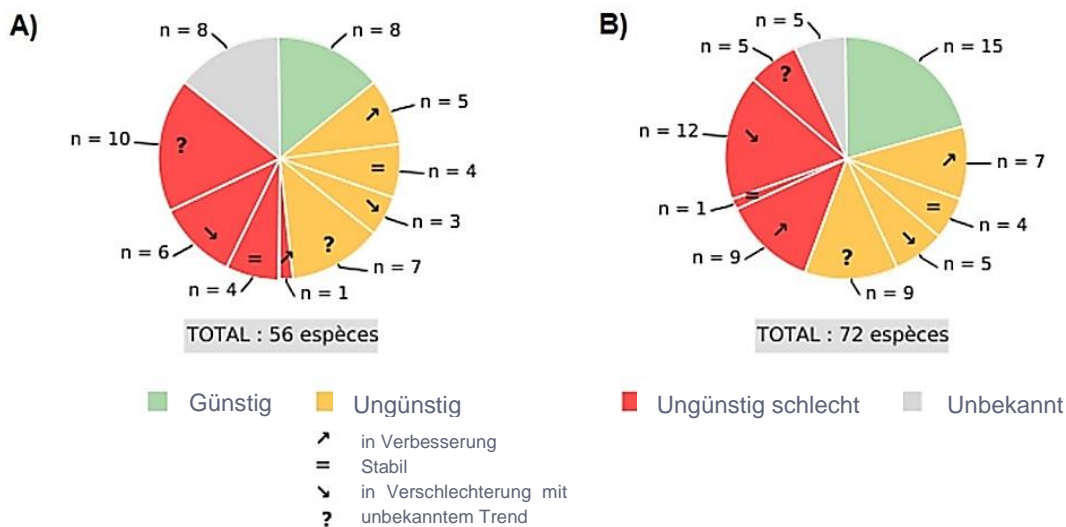 A)
n = 8
n = 8
n = 5
n = 10
?
↗
=
n = 4
↘
n = 3
n = 6
↘
?
n = 7
=
↗
n = 4
n = 1
TOTAL : 56 espèces
B)
n = 5
n = 5
n = 15
?
n = 12
↘
↗
n = 7
n = 1
=
=
n = 4
n = 9
↗
↘
n = 5
?
n = 9
TOTAL : 72 espèces
Günstig
Ungünstig
Ungünstig schlecht
Unbekannt
↗ in Verbesserung
= Stabil
↘ in Verschlechterung mit
? unbekanntem Trend